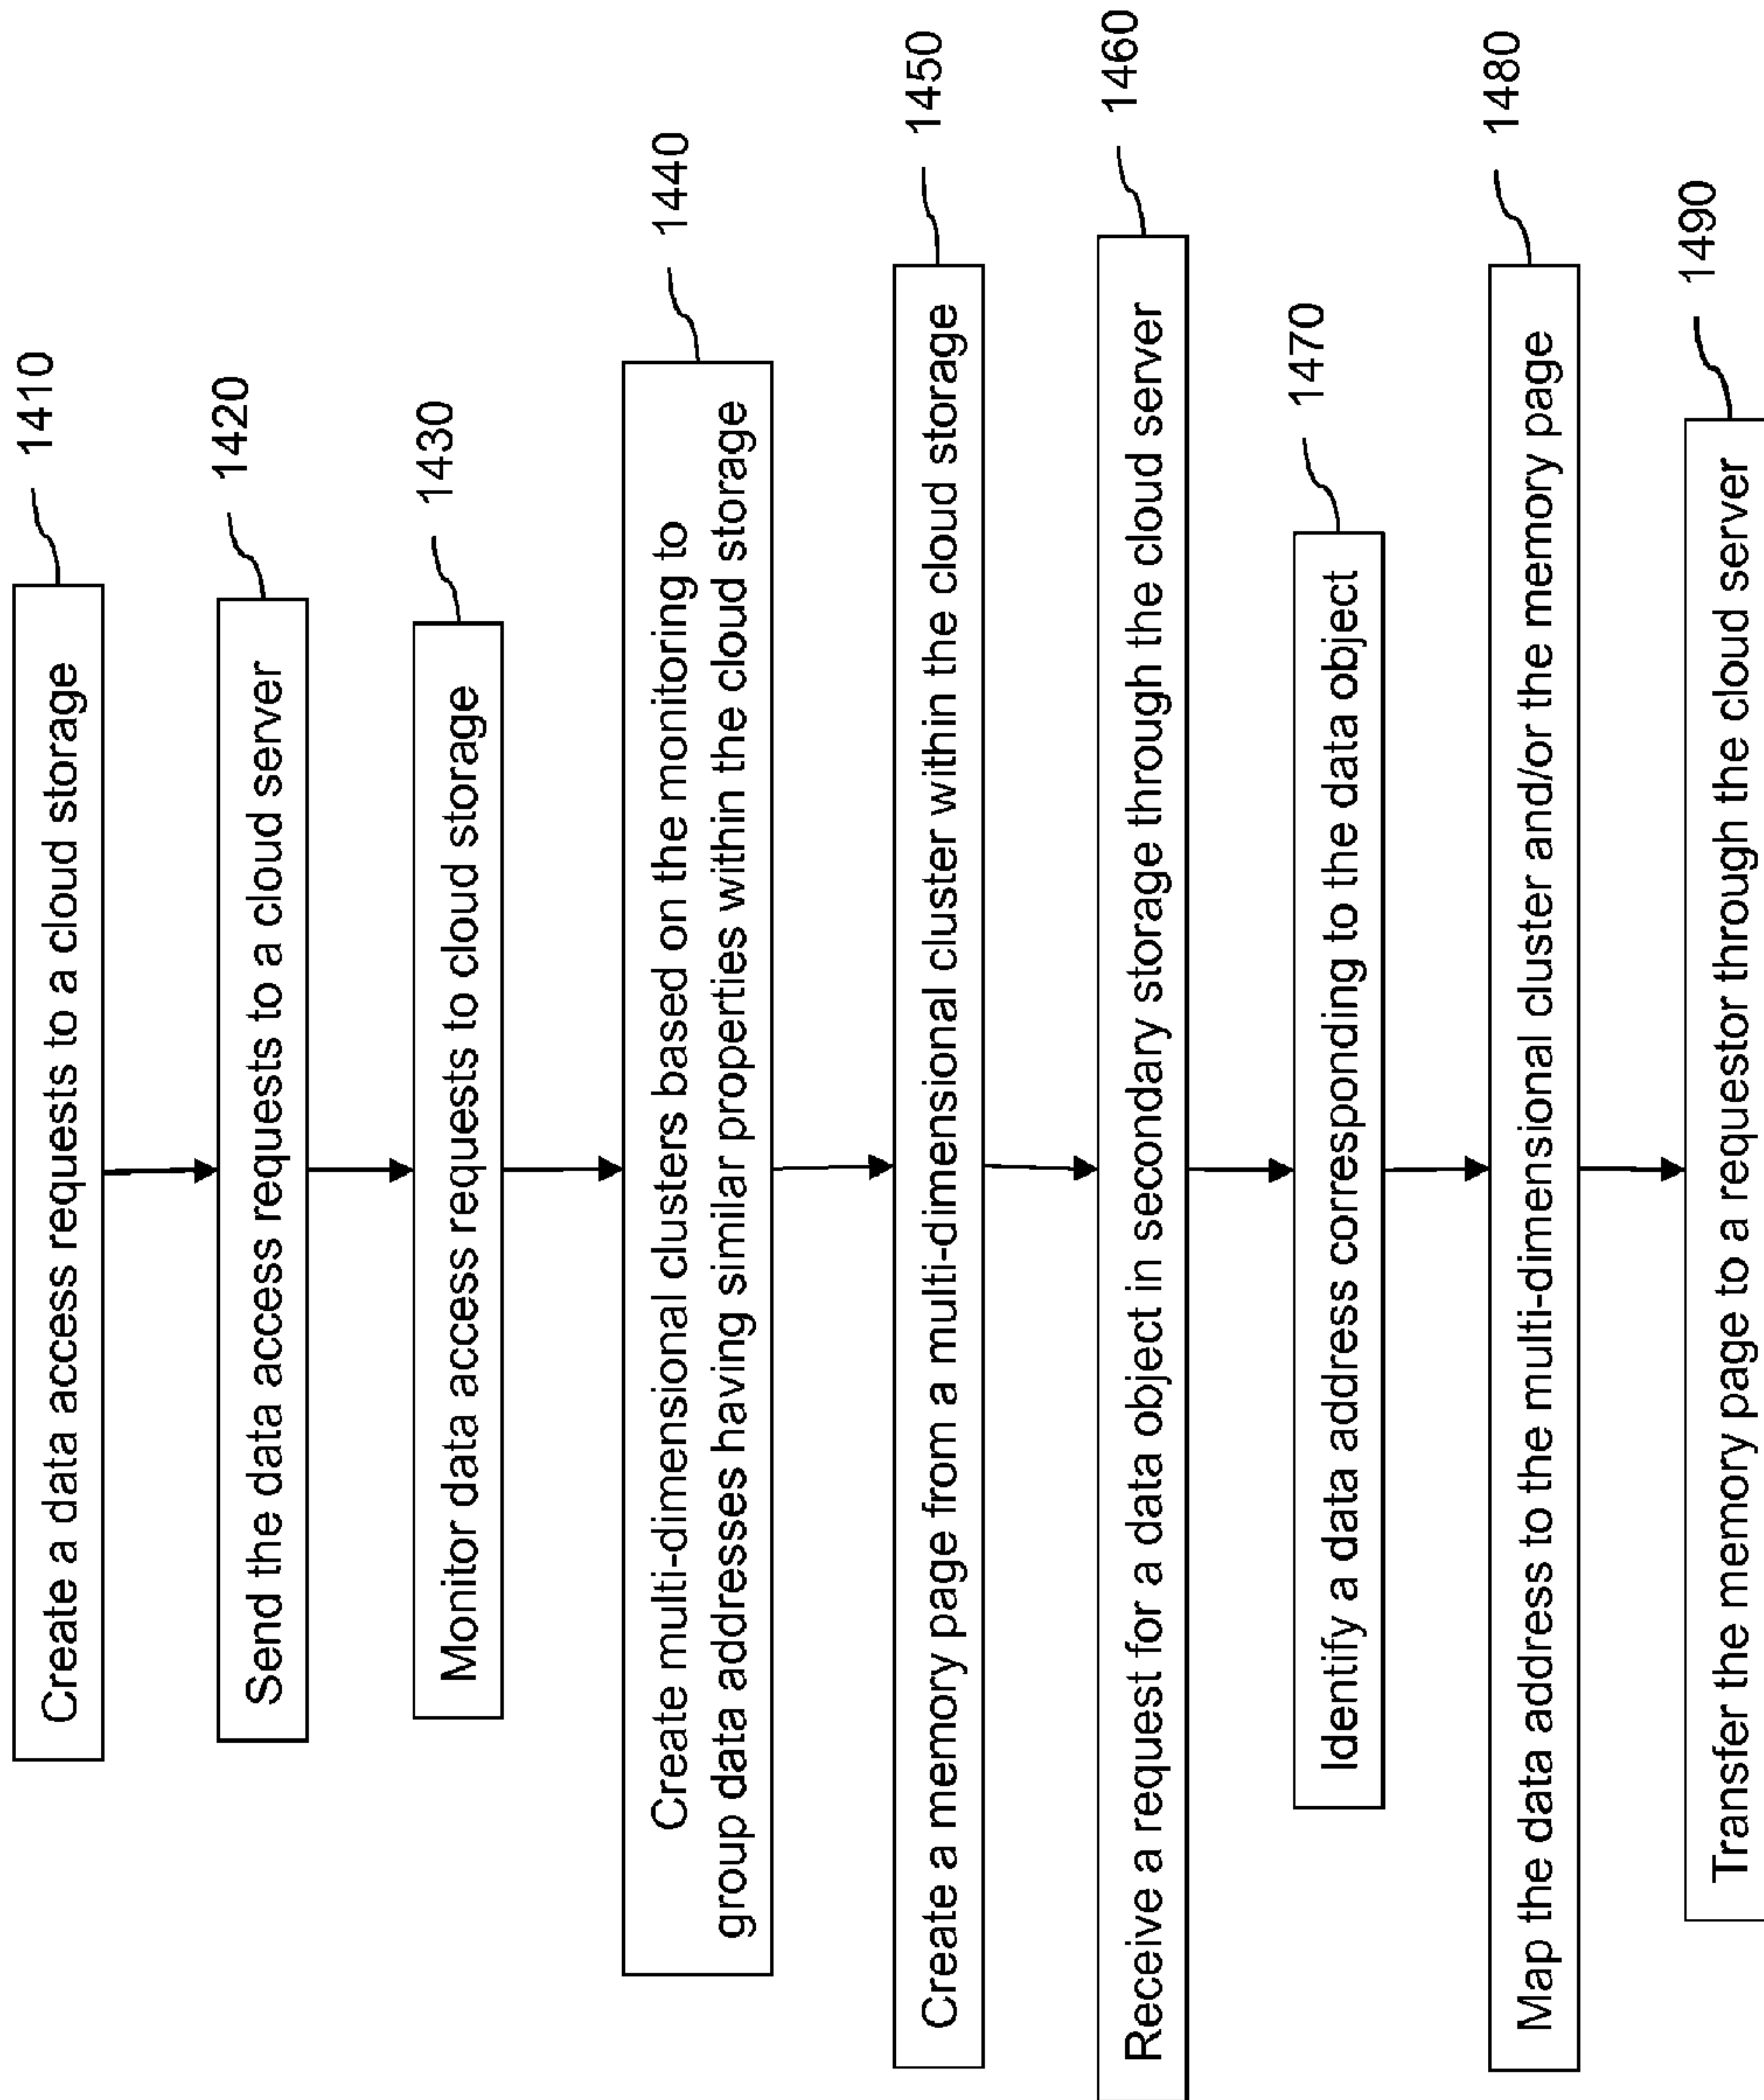 Create a data access requests to a cloud storage
1410
Send the data access requests to a cloud server
1420
Monitor data access requests to cloud storage
1430
Create multi-dimensional clusters based on the monitoring to
group data addresses having similar properties within the cloud storage
1440
Create a memory page from a multi-dimensional cluster within the cloud storage
1450
Receive a request for a data object in secondary storage through the cloud server
1460
Identify a data address corresponding to the data object
1470
Map the data address to the multi-dimensional cluster and/or the memory page
1480
Transfer the memory page to a requestor through the cloud server
1490